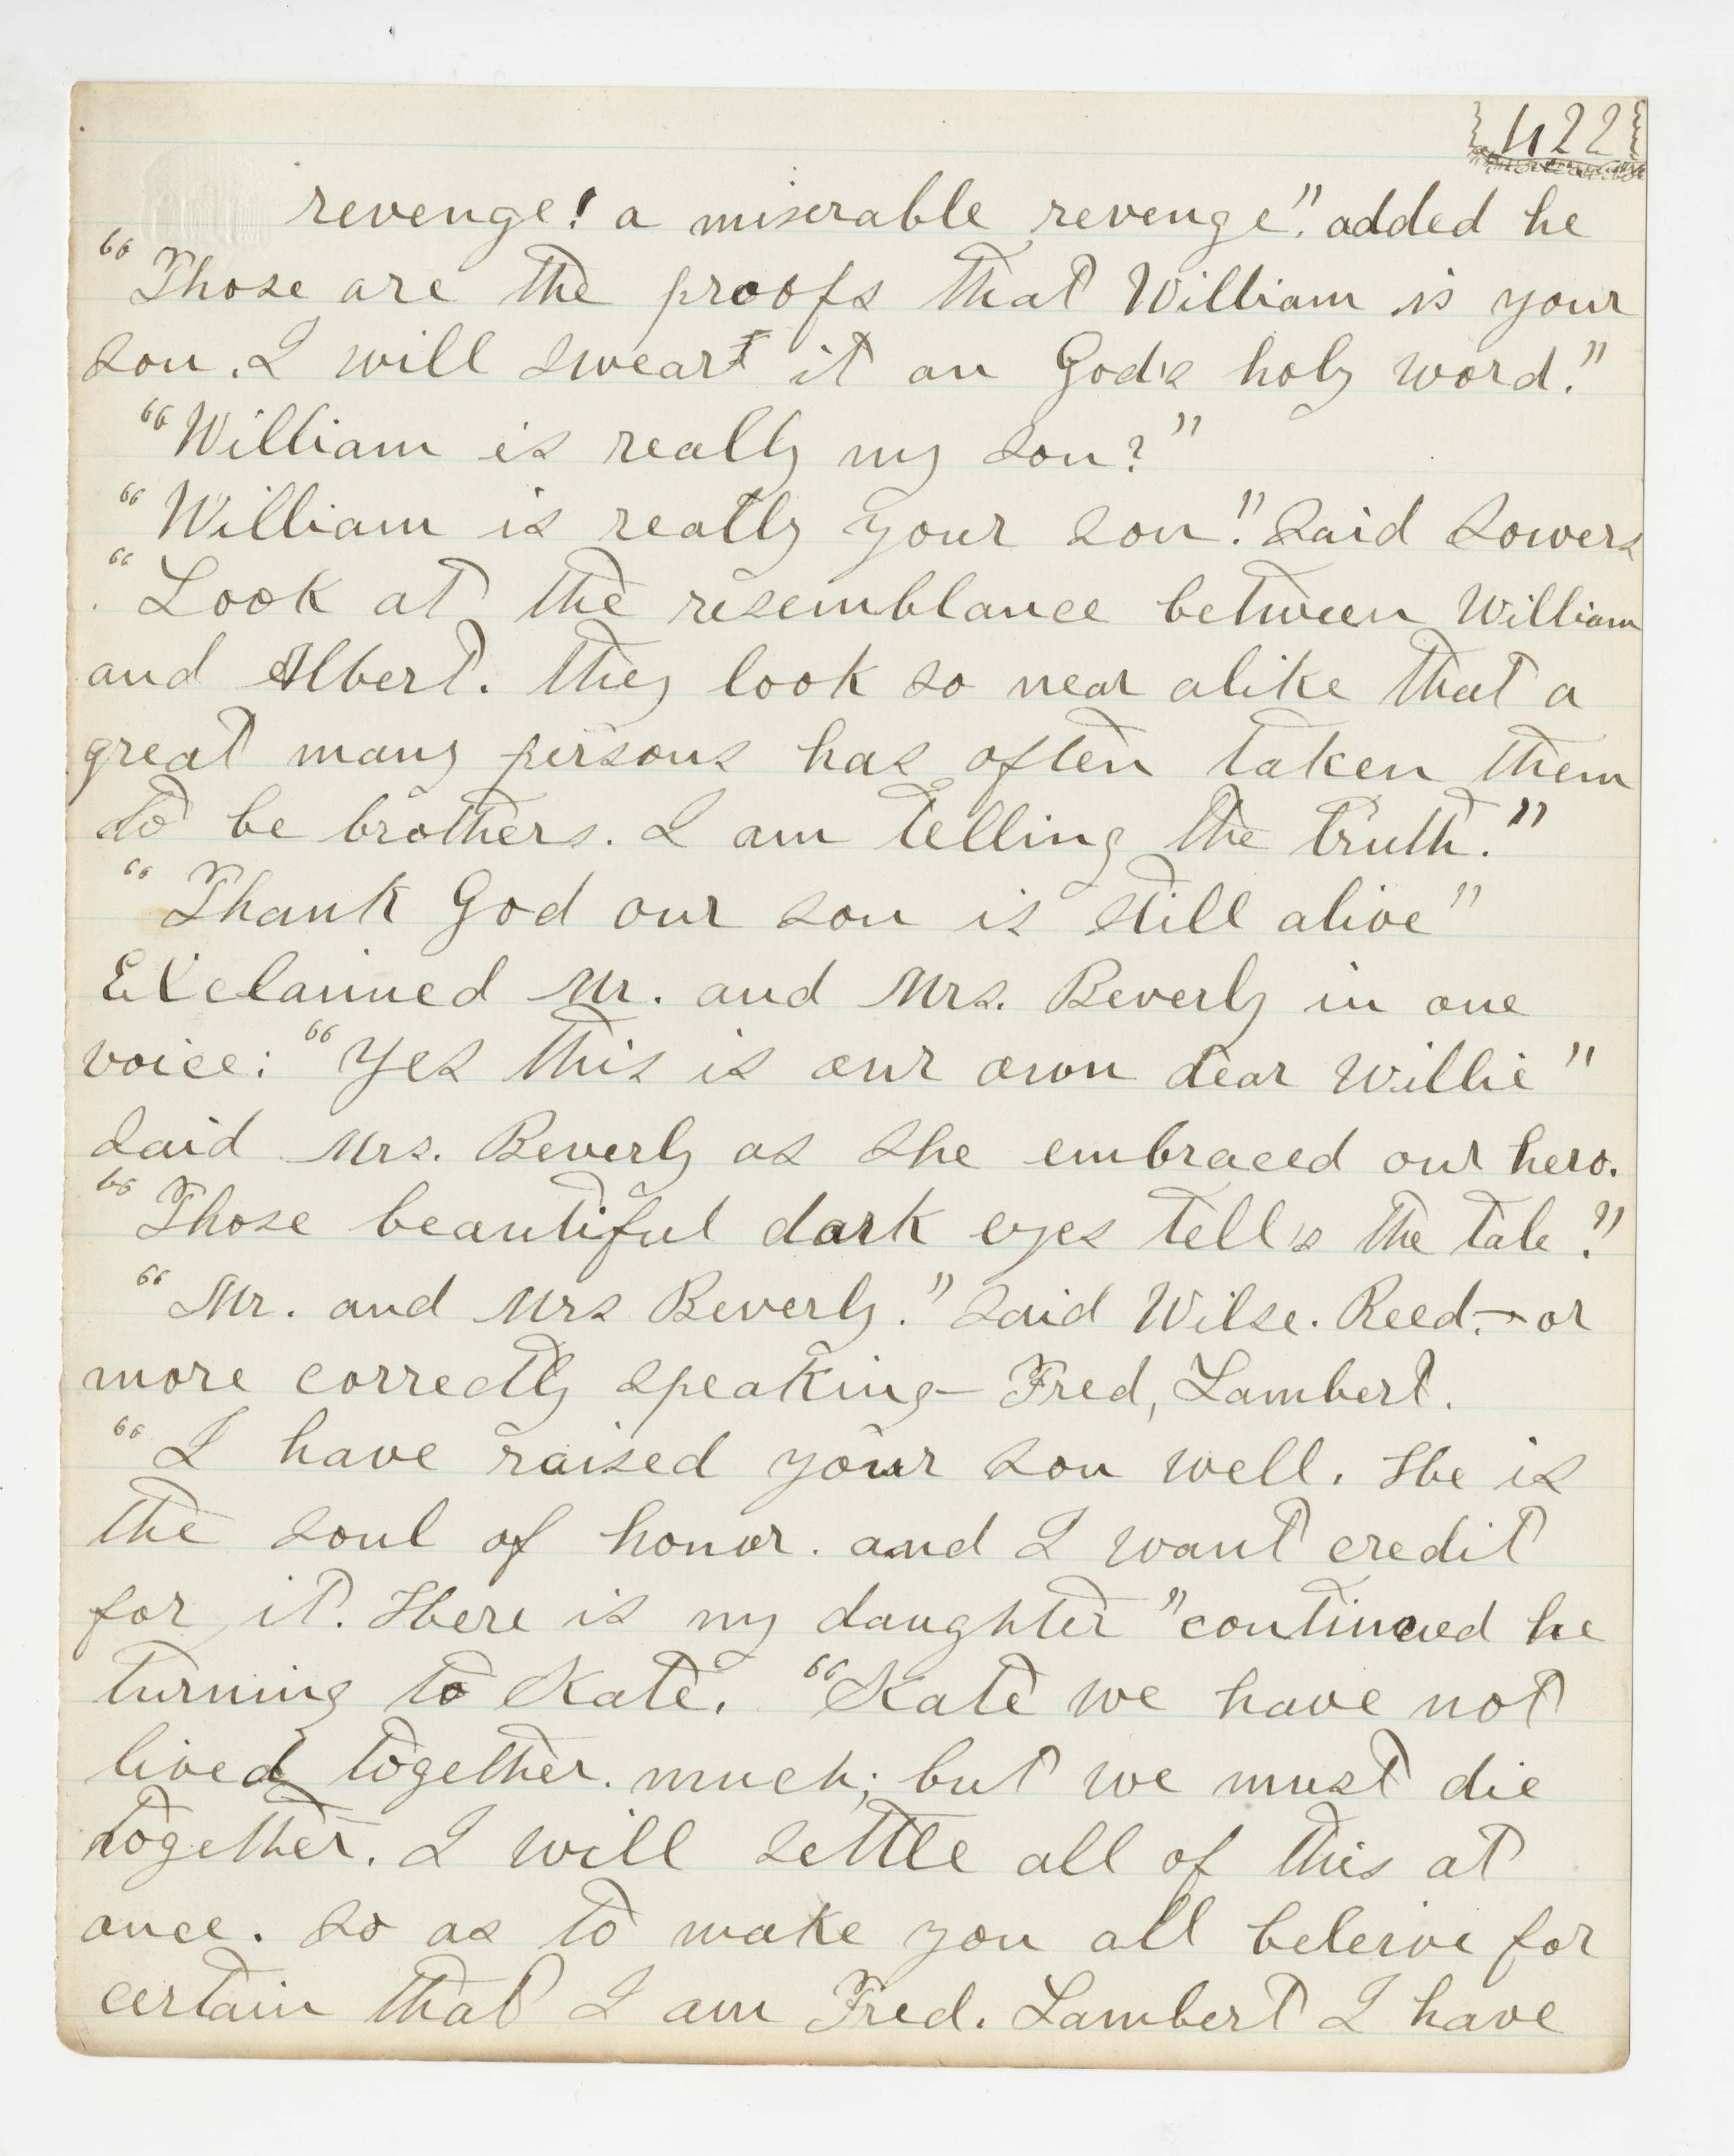 422
revenge! a miserable revenge". added he
"Those are the proofs that William is your
son. I will sweart it on God's holy word."
"William is really my son?"
"William is really your son!" Said Sowers
"Look at the resemblance between William
and Albert. they look so near alike that a
great many persons has often taken them
to be brothers. I am telling the truth."
"Thank God our son is still alive"
Exclamied Mr. and Mrs. Beverly in one
voice: "Yes this is our own dear Willie"
Said Mrs. Beverly as she embraced our hero.
"Those beautiful dark eyes tells the tale."
"Mr. and Mrs Beverly." Said Wilse. Reed.—or
more correctly speaking—Fred, Lambert.
"I have raised your son well. He is
the soul of honor. and I want credit
for it. Here is my daughter" continued he
turning to Kate. "Kate we have not
lived together. much; but we must die
together. I will settle all of this at
once. So as to make you all beleive for
certain that I am Fred. Lambert I have